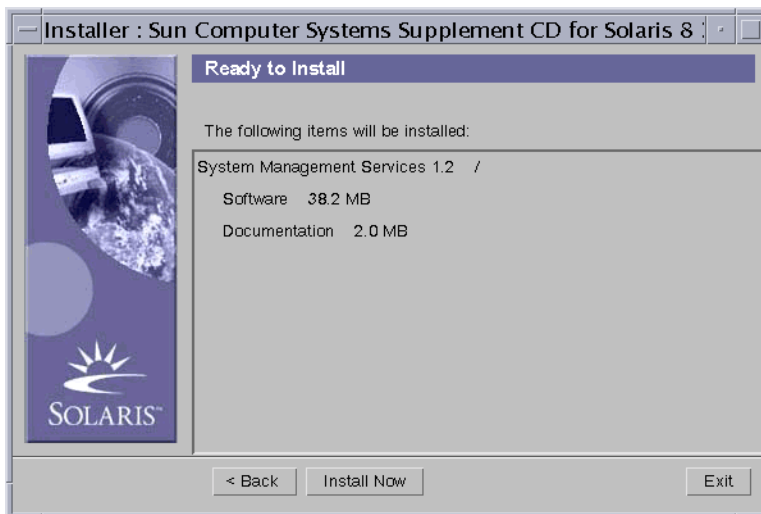 Installer : Sun Computer Systems Supplement CD for Solaris 8
Ready to Install
The following items will be installed:
System Management Services 1.2 /
Software 38.2 MB
Documentation 2.0 MB
SOLARIS™
< Back Install Now Exit